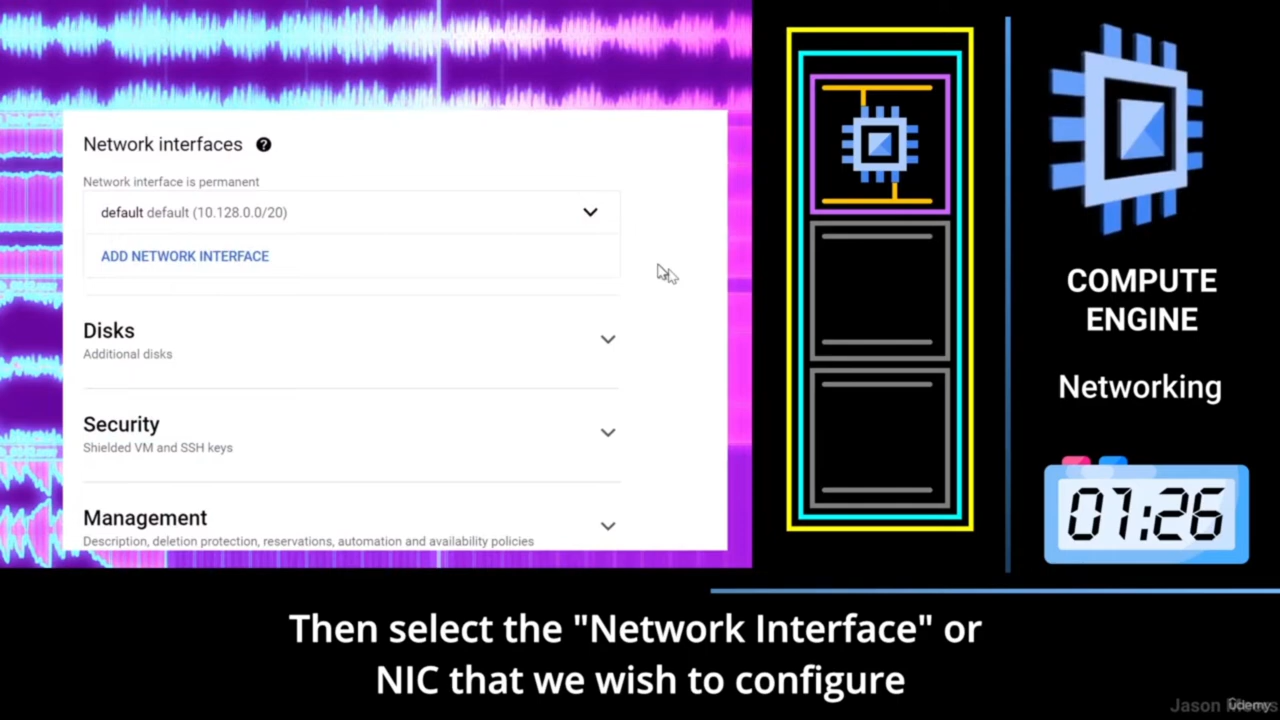 Network interfaces ?
Network interface is permanent
default default (10.128.0.0/20)
ADD NETWORK INTERFACE
Disks
Additional disks
Security
Shielded VM and SSH keys
Management
Description, deletion protection, reservations, automation and availability policies
COMPUTE
ENGINE
Networking
01:26
Then select the "Network Interface" or
NIC that we wish to configure
Jason
ûdemy